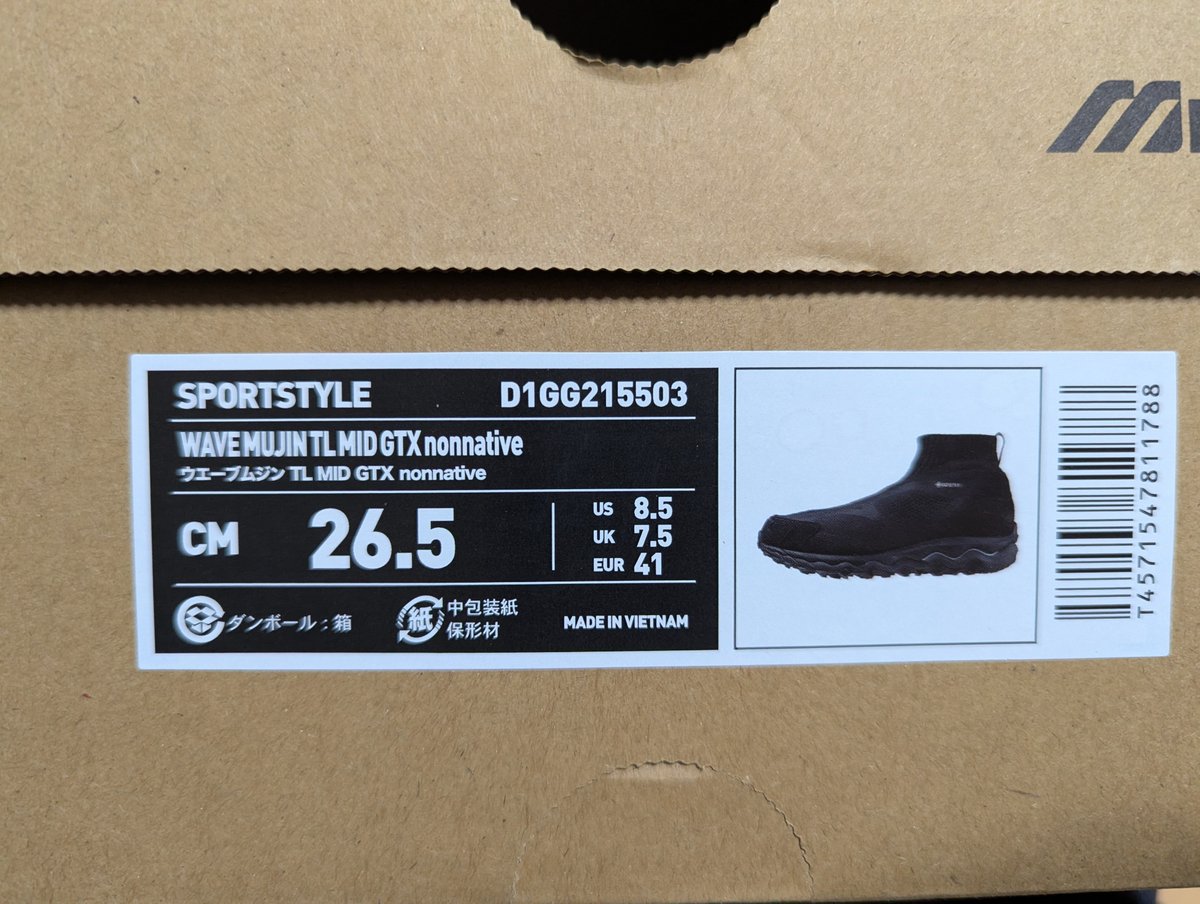 SPORTSTYLE D1GG215503
WAVE MUJIN TL MID GTX nonnative
ウエーブムジン TL MID GTX nonnative
CM 26.5
US 8.5
UK 7.5
EUR 41
ダンボール : 箱
紙 中包装紙
保形材
MADE IN VIETNAM
GORE-TEX
T4571547811788